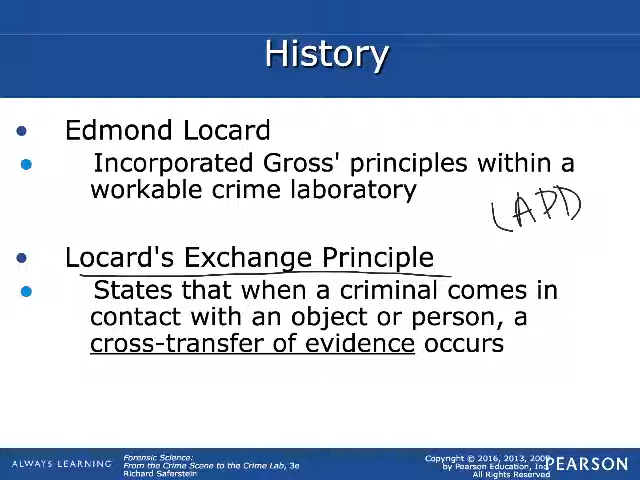 History
• Edmond Locard
• Incorporated Gross' principles within a
workable crime laboratory
LAPD
• Locard's Exchange Principle
• States that when a criminal comes in
contact with an object or person, a
cross-transfer of evidence occurs
ALWAYS LEARNING
Forensic Science:
From the Crime Scene to the Crime Lab, 3e
Richard Saferstein
Copyright © 2016, 2013, 2009
by Pearson Education, Inc
All Rights Reserved
PEARSON